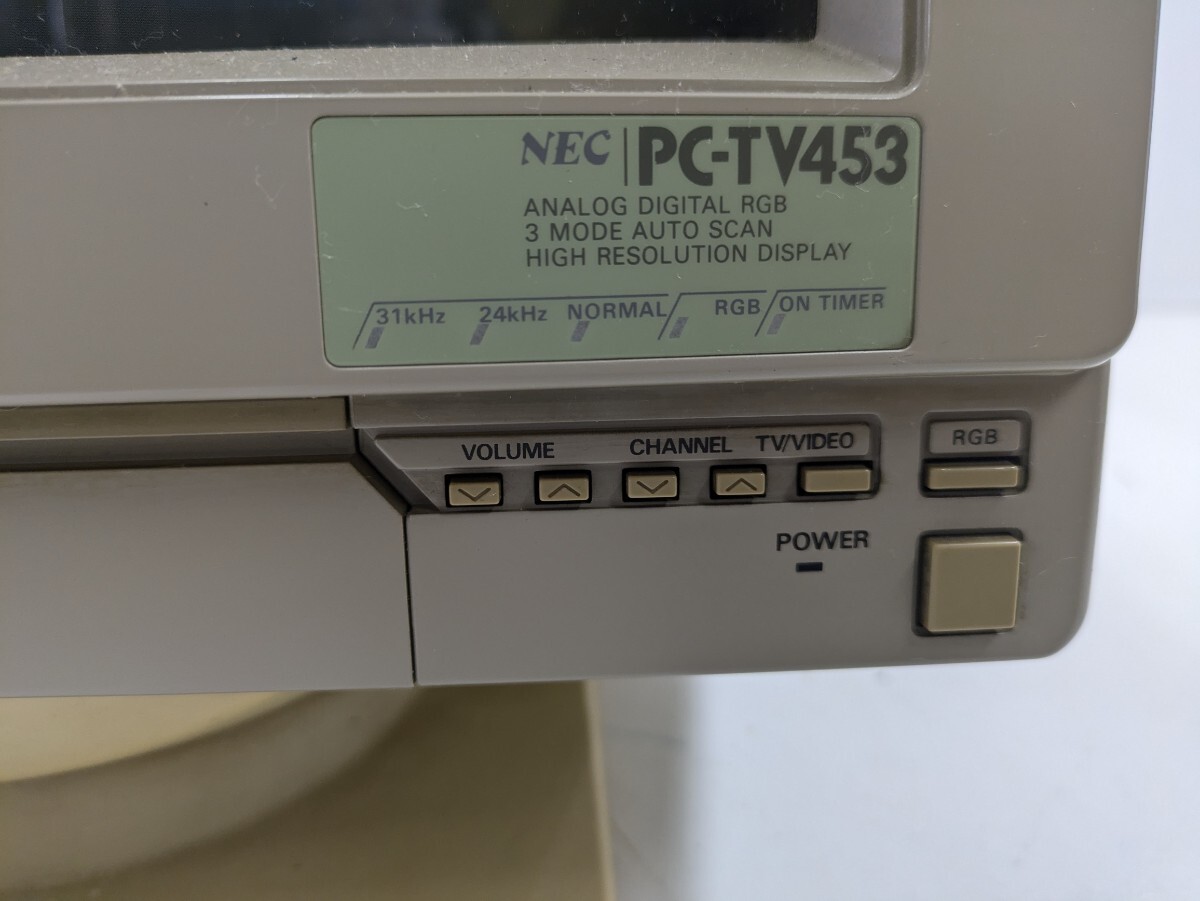 NEC PC-TV453
ANALOG DIGITAL RGB
3 MODE AUTO SCAN
HIGH RESOLUTION DISPLAY
31kHz 24kHz NORMAL RGB ON TIMER
VOLUME CHANNEL TV/VIDEO RGB
POWER